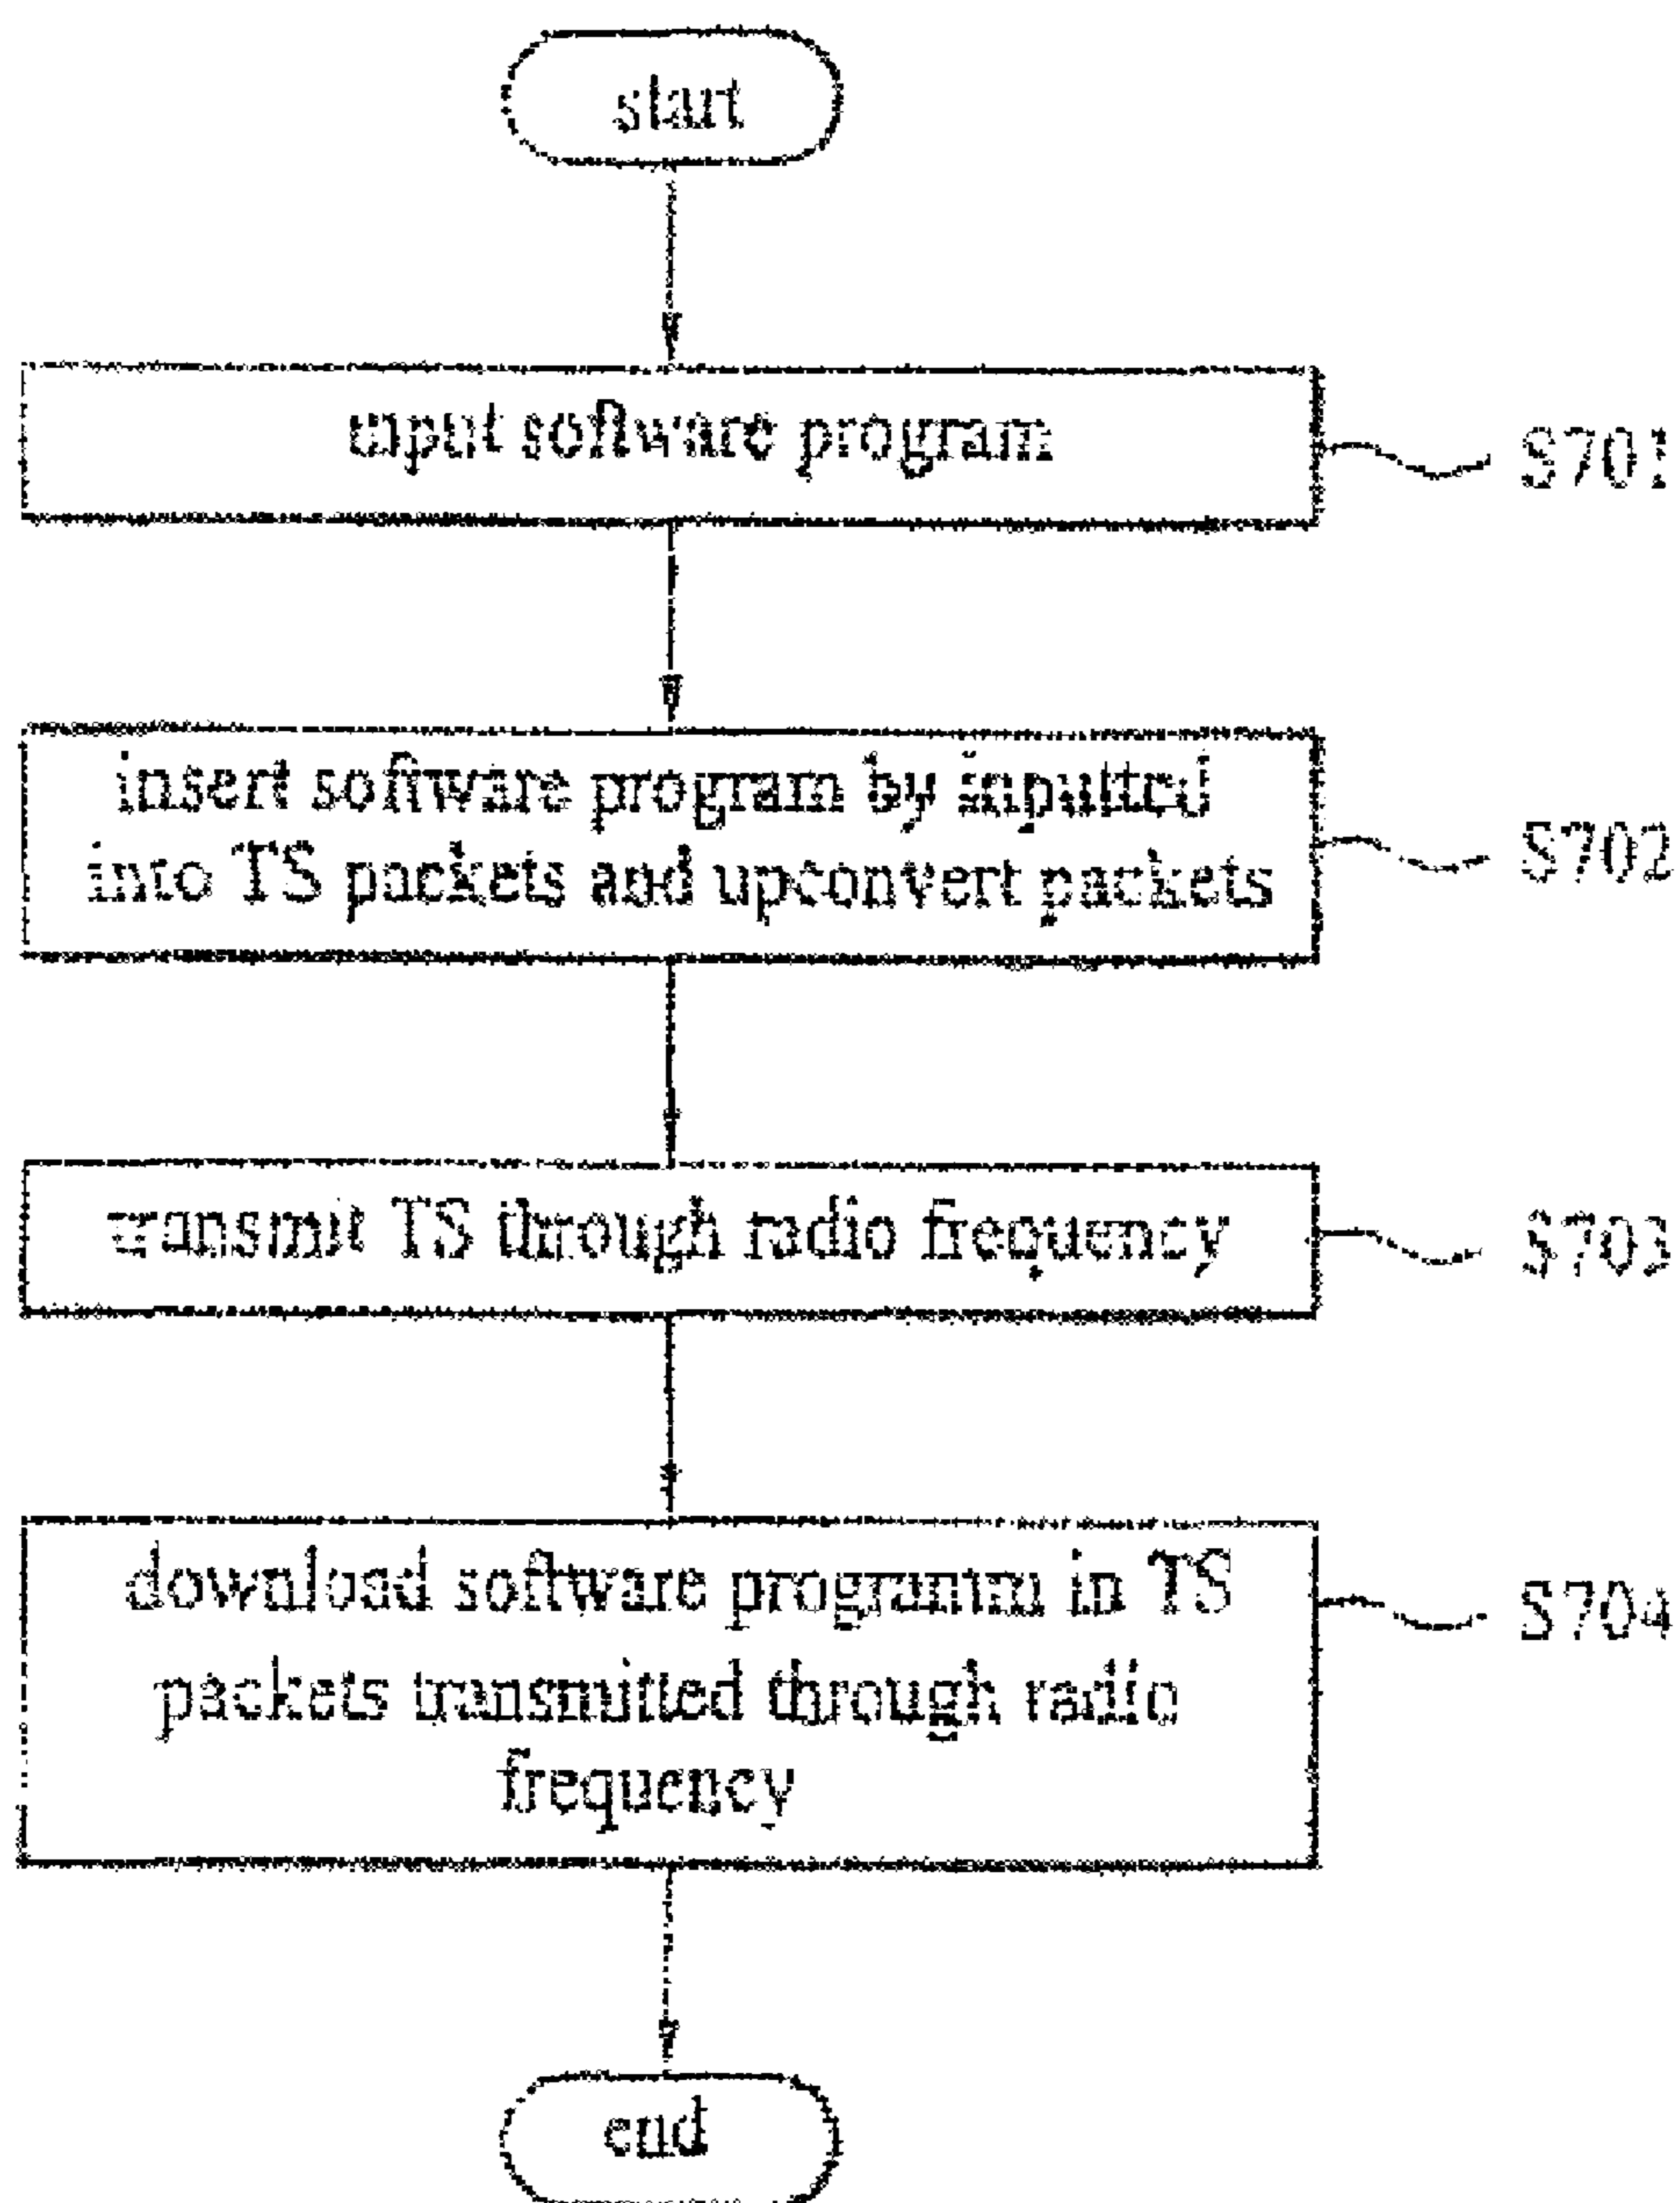 start
input software program
S701
insert software program by inputted
into TS packets and upconvert packets
S702
transmit TS through radio frequency
S703
download software programm in TS
packets transmitted through radio
frequency
S704
end